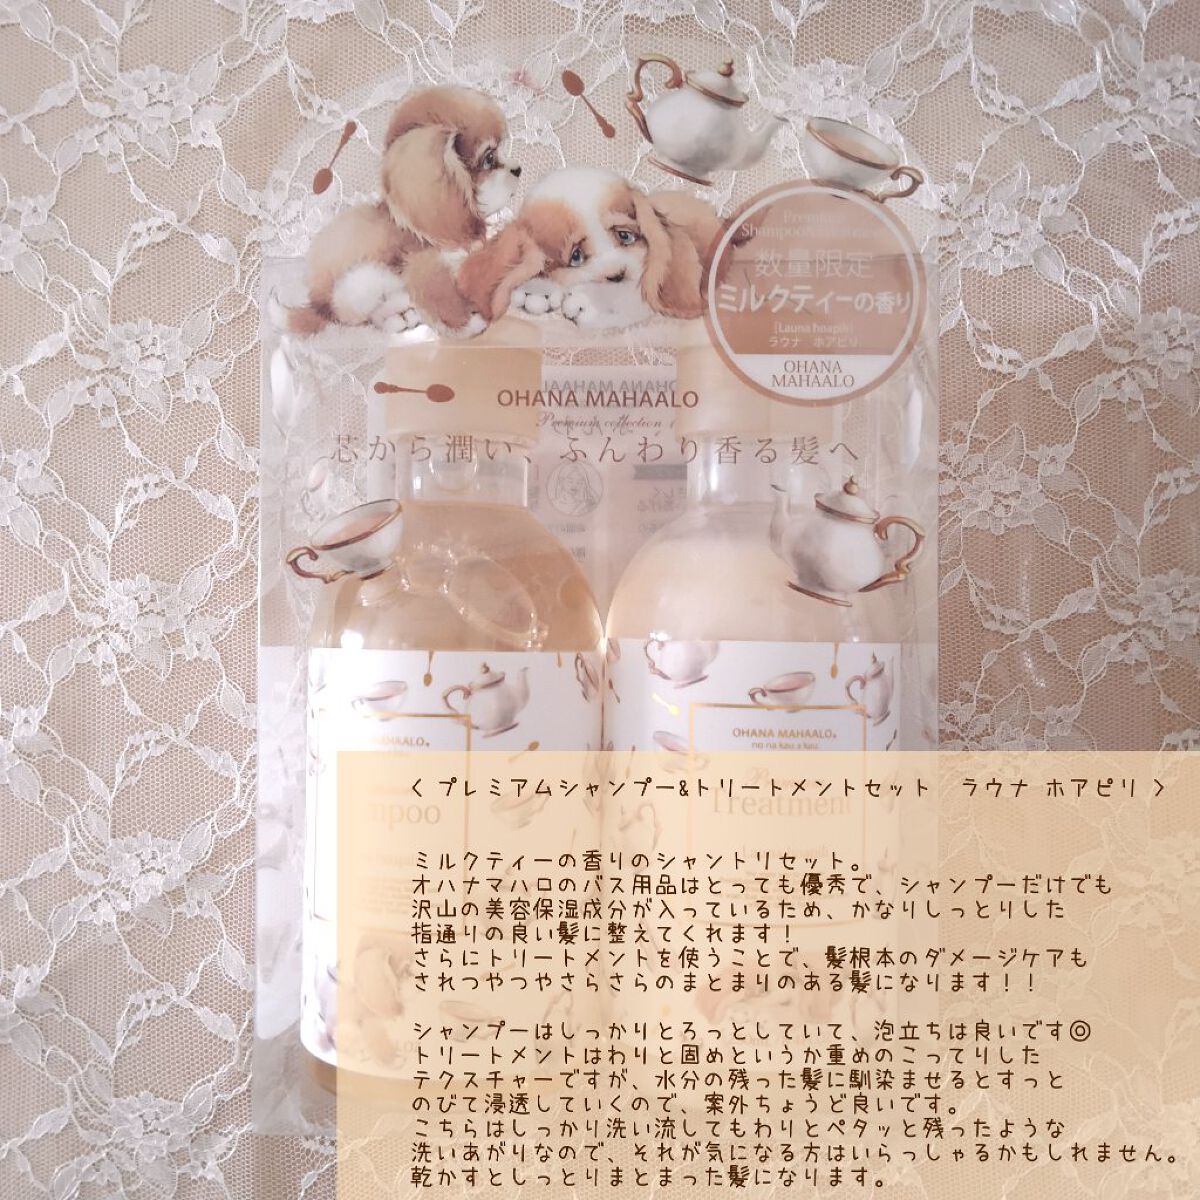 Premium
数量限定
ミルクティーの香り
[Launa hoapili]
ラウナ ホアピリ
OHANA
MAHAALO
OHANA MAHAALO
Premium collection
芯から潤い、ふんわり香る髪へ
OHANA MAHAALO
no na kau a kau
Treatment
< プレミアムシャンプー&トリートメントセット ラウナ ホアピリ >
ミルクティーの香りのシャントリセット。
オハナマハロのバス用品はとっても優秀で、シャンプーだけでも
沢山の美容保湿成分が入っているため、かなりしっとりした
指通りの良い髪に整えてくれます!
さらにトリートメントを使うことで、髪根本のダメージケアも
されつやつやさらさらのまとまりのある髪になります!!
シャンプーはしっかりとろっとしていて、泡立ちは良いです◎
トリートメントはわりと固めというか重めのこってりした
テクスチャーですが、水分の残った髪に馴染ませるとすっと
のびて浸透していくので、案外ちょうど良いです。
こちらはしっかり洗い流してもわりとペタッと残ったような
洗いあがりなので、それが気になる方はいらっしゃるかもしれません。
乾かすとしっとりまとまった髪になります。